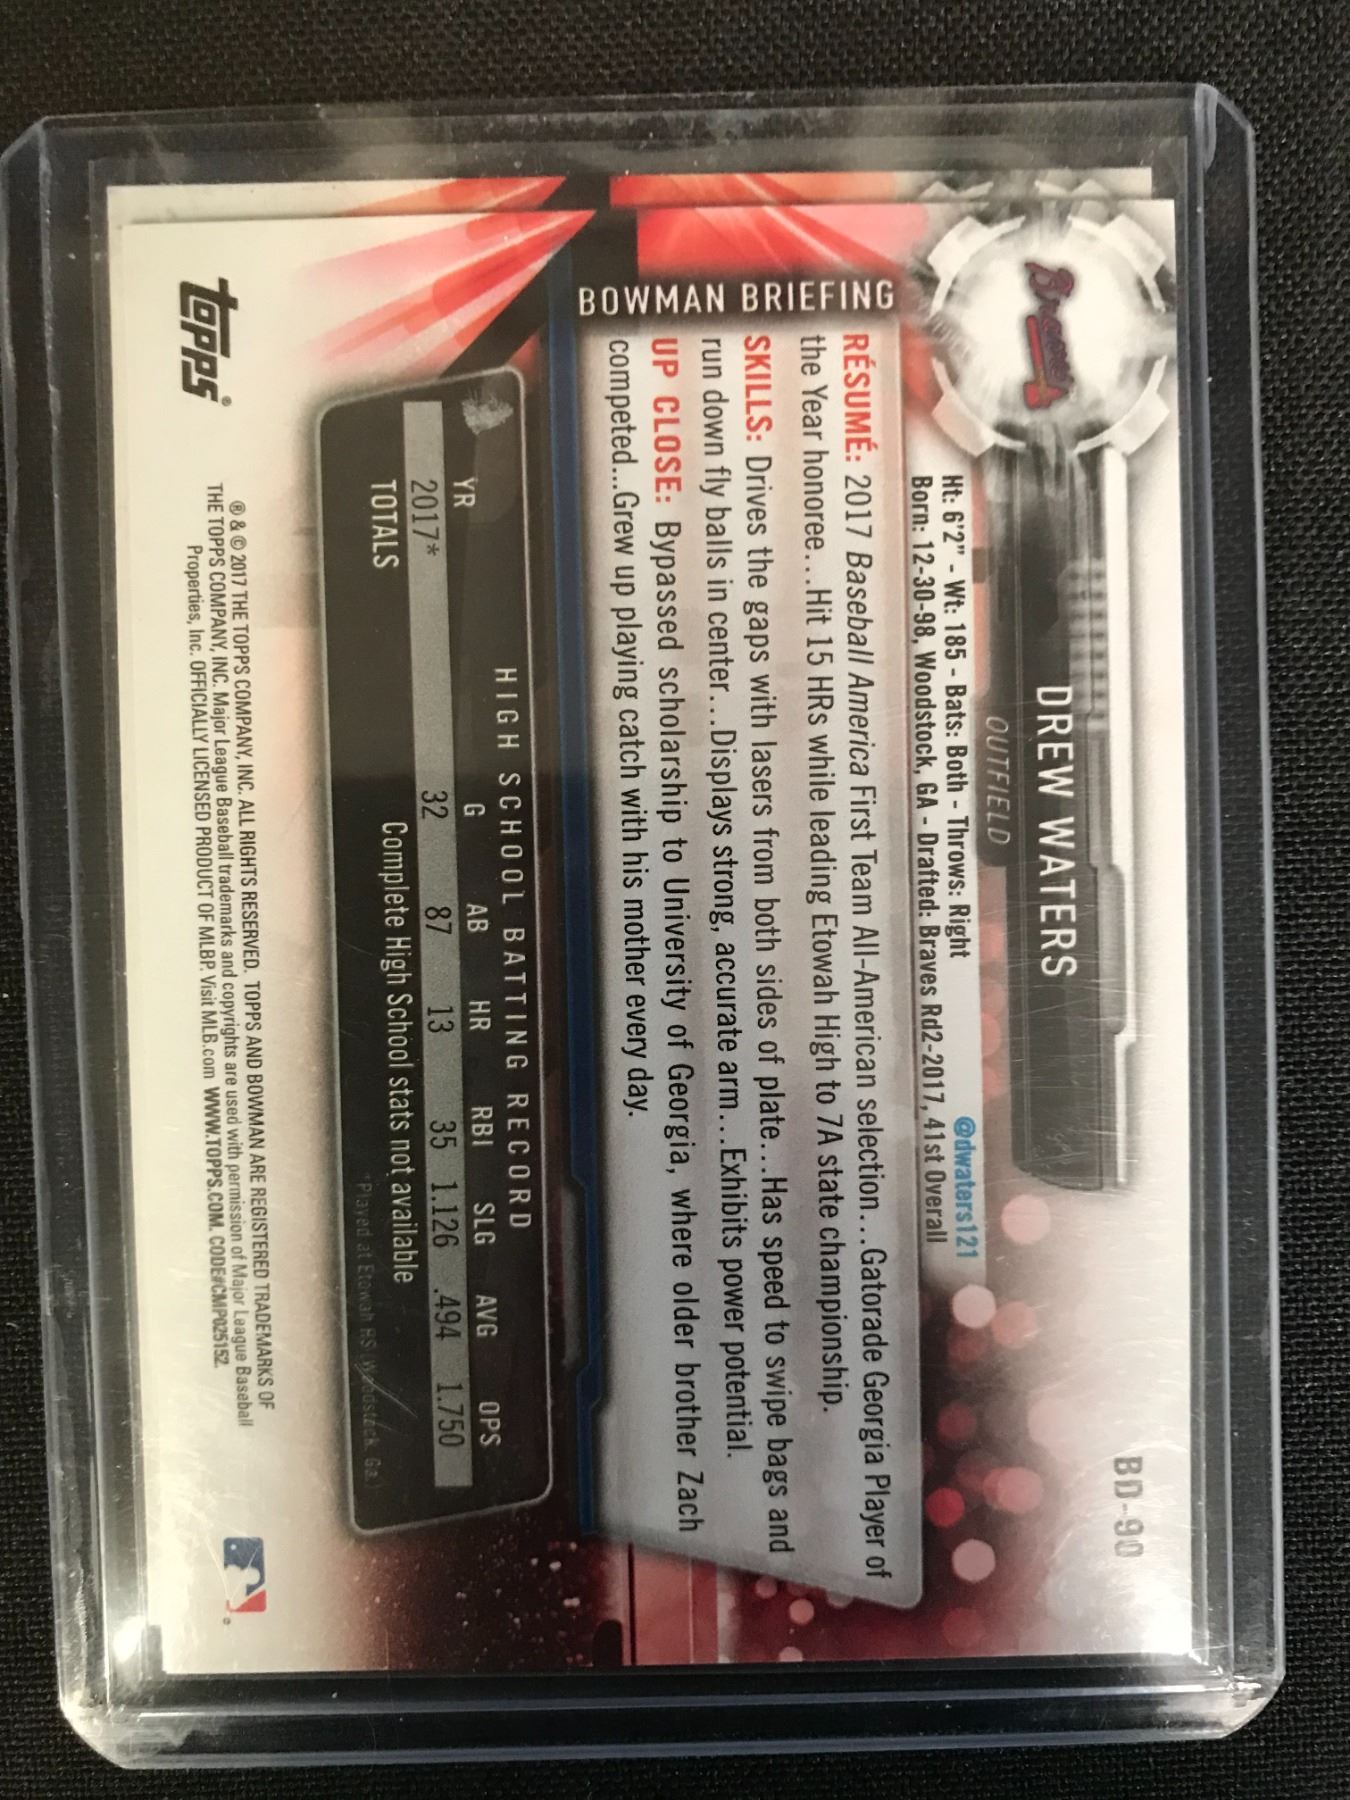 BD-90
Braves
DREW WATERS
OUTFIELD
@dwaters121
Ht: 6'2" - Wt: 185 - Bats: Both - Throws: Right
Born: 12-30-98, Woodstock, GA - Drafted: Braves Rd2-2017, 41st Overall
BOWMAN BRIEFING
RÉSUMÉ: 2017 Baseball America First Team All-American selection...Gatorade Georgia Player of
the Year honoree...Hit 15 HRs while leading Etowah High to 7A state championship.
SKILLS: Drives the gaps with lasers from both sides of plate...Has speed to swipe bags and
run down fly balls in center...Displays strong, accurate arm...Exhibits power potential.
UP CLOSE: Bypassed scholarship to University of Georgia, where older brother Zach
competed...Grew up playing catch with his mother every day.
HIGH SCHOOL BATTING RECORD
YR G AB HR RBI SLG AVG OPS
2017* 32 87 13 35 1.126 .494 1.750
TOTALS Complete High School stats not available
*Played at Etowah HS (Woodstock, Ga.)
topps®
® & © 2017 THE TOPPS COMPANY, INC. ALL RIGHTS RESERVED. TOPPS AND BOWMAN ARE REGISTERED TRADEMARKS OF
THE TOPPS COMPANY, INC. Major League Baseball trademarks and copyrights are used with permission of Major League Baseball
Properties, Inc. OFFICIALLY LICENSED PRODUCT OF MLBP. Visit MLB.com WWW.TOPPS.COM. CODE#CMP025152